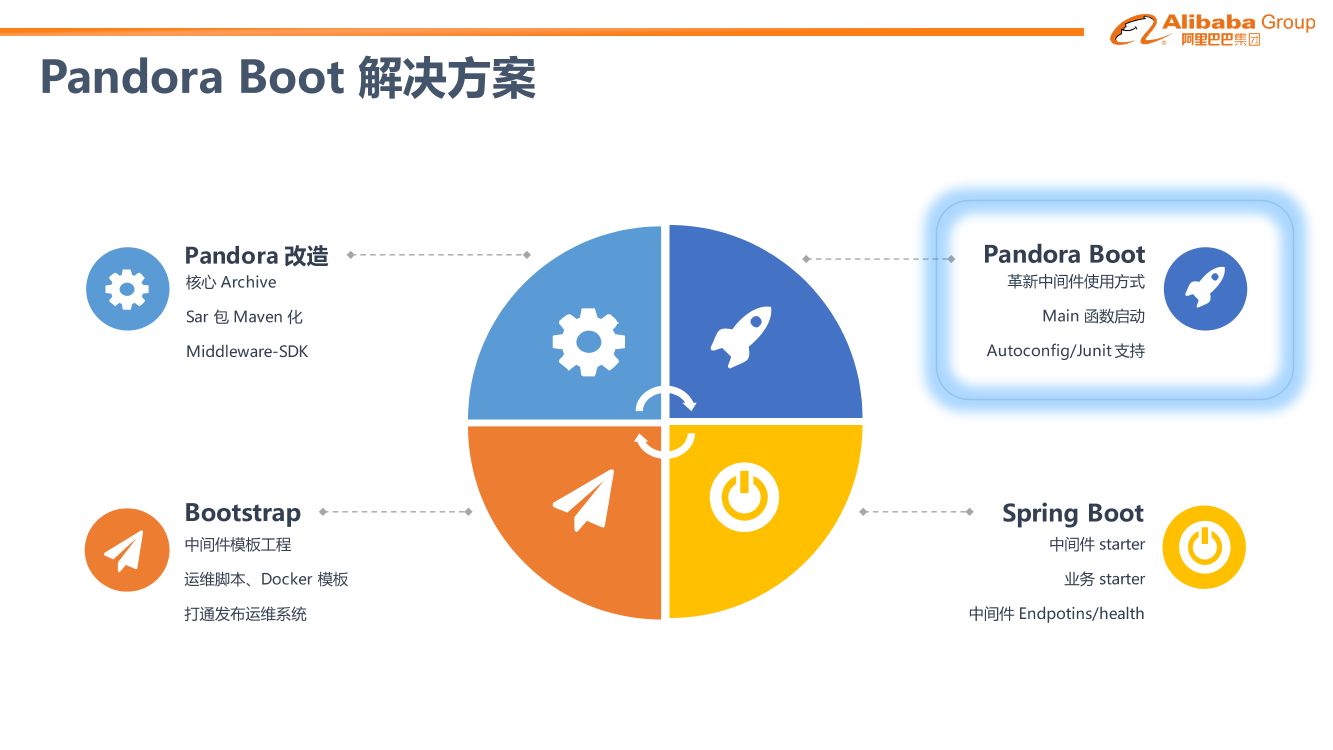 Alibaba Group
阿里巴巴集团
Pandora Boot 解决方案
Pandora 改造
核心 Archive
Sar 包 Maven 化
Middleware-SDK
Pandora Boot
革新中间件使用方式
Main 函数启动
Autoconfig/Junit 支持
Bootstrap
中间件模板工程
运维脚本、Docker 模板
打通发布运维系统
Spring Boot
中间件 starter
业务 starter
中间件 Endpotins/health